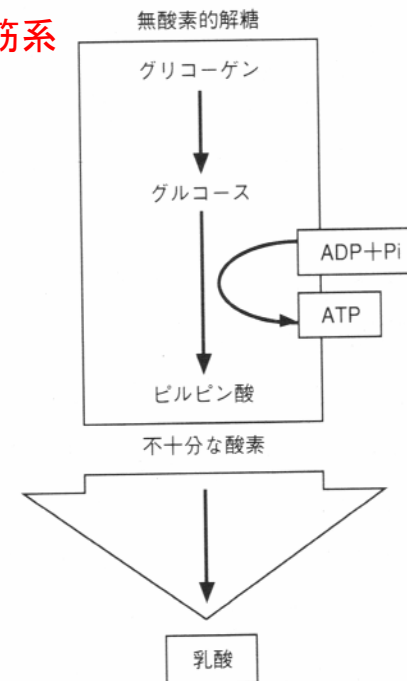 筋系
無酸素的解糖
グリコーゲン
グルコース
ADP+Pi
ATP
ピルピン酸
不十分な酸素
乳酸